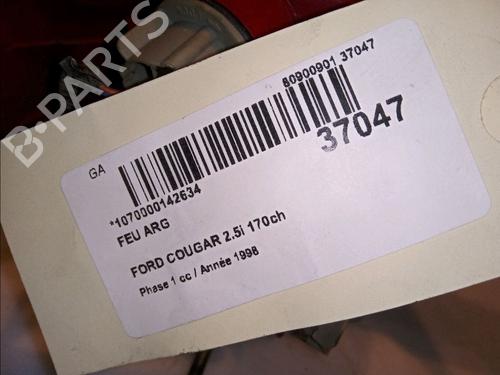 B-PARTS
80900901 37047
GA
37047
*1070000142634
FEU ARG
FORD COUGAR 2.5i 170ch
Phase 1 cc / Année 1998